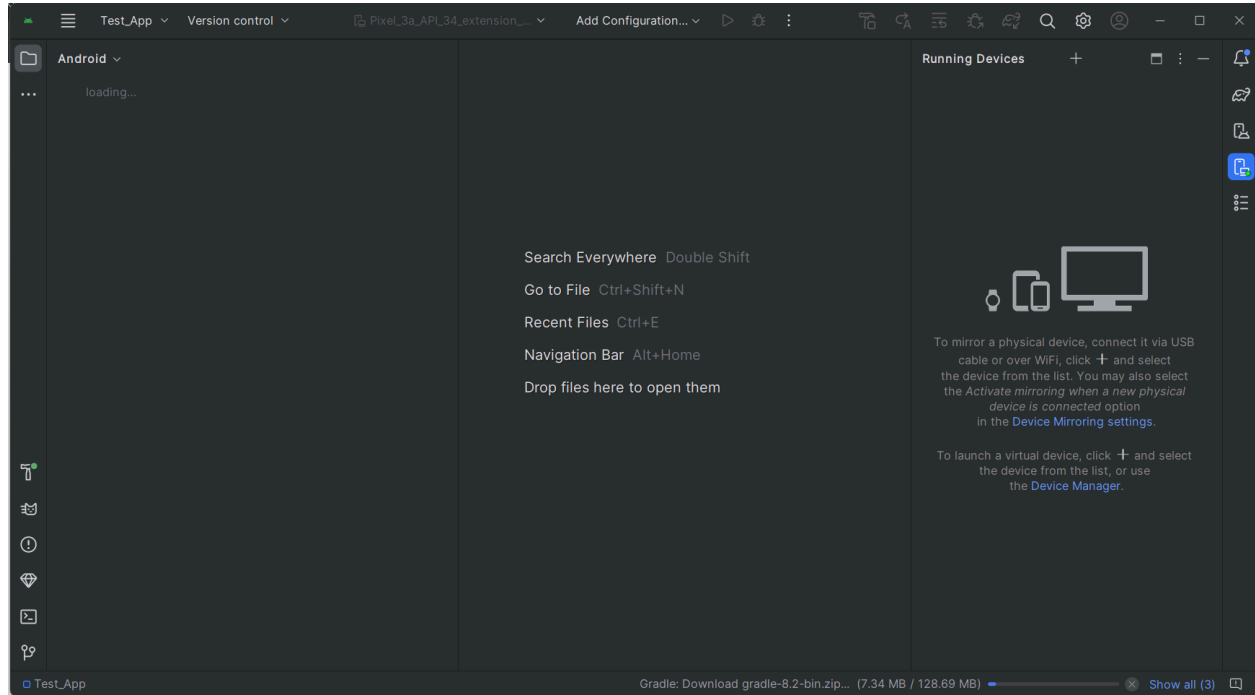 Test_App
Version control
Pixel_3a_API_34_extension_...
Add Configuration...
Android
loading...
Search Everywhere Double Shift
Go to File Ctrl+Shift+N
Recent Files Ctrl+E
Navigation Bar Alt+Home
Drop files here to open them
Running Devices
To mirror a physical device, connect it via USB
cable or over WiFi, click + and select
the device from the list. You may also select
the Activate mirroring when a new physical
device is connected option
in the Device Mirroring settings.
To launch a virtual device, click + and select
the device from the list, or use
the Device Manager.
Test_App
Gradle: Download gradle-8.2-bin.zip... (7.34 MB / 128.69 MB)
Show all (3)